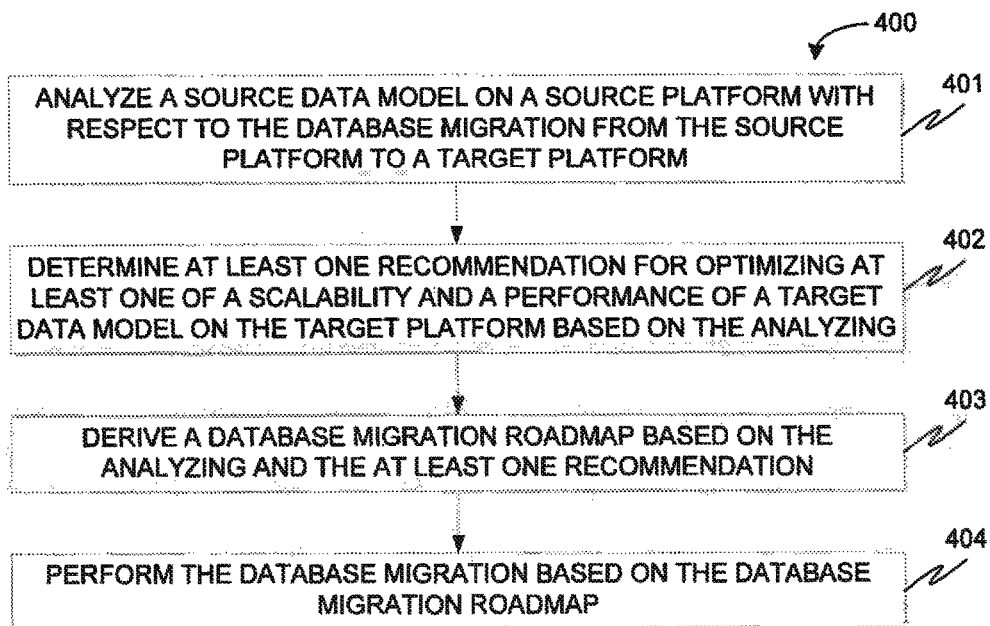 400
ANALYZE A SOURCE DATA MODEL ON A SOURCE PLATFORM WITH
RESPECT TO THE DATABASE MIGRATION FROM THE SOURCE
PLATFORM TO A TARGET PLATFORM
401
DETERMINE AT LEAST ONE RECOMMENDATION FOR OPTIMIZING AT
LEAST ONE OF A SCALABILITY AND A PERFORMANCE OF A TARGET
DATA MODEL ON THE TARGET PLATFORM BASED ON THE ANALYZING
402
DERIVE A DATABASE MIGRATION ROADMAP BASED ON THE
ANALYZING AND THE AT LEAST ONE RECOMMENDATION
403
PERFORM THE DATABASE MIGRATION BASED ON THE DATABASE
MIGRATION ROADMAP
404